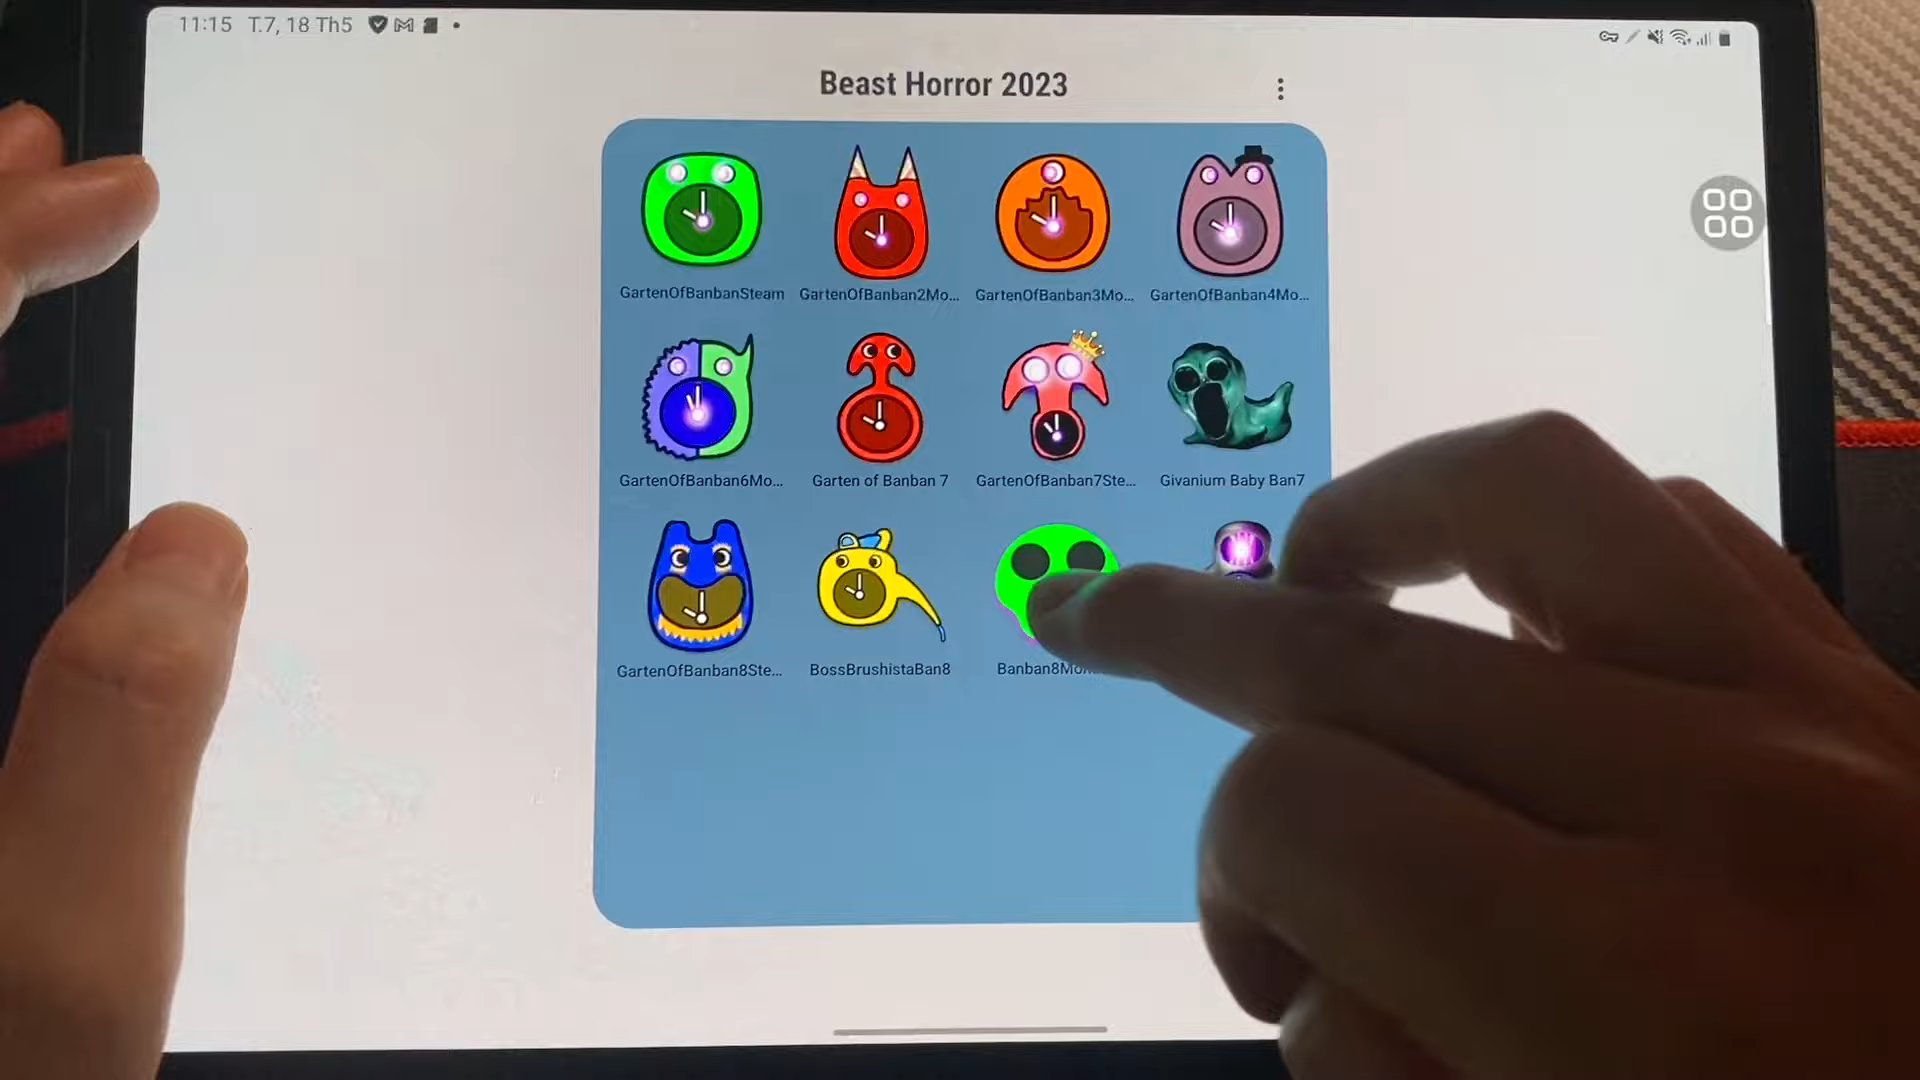 11:15 T.7, 18 Th5
Beast Horror 2023
GartenOfBanbanSteam GartenOfBanban2Mo... GartenOfBanban3Mo... GartenOfBanban4Mo...
GartenOfBanban6Mo... Garten of Banban 7 GartenOfBanban7Ste... Givanium Baby Ban7
GartenOfBanban8Ste... BossBrushistaBan8